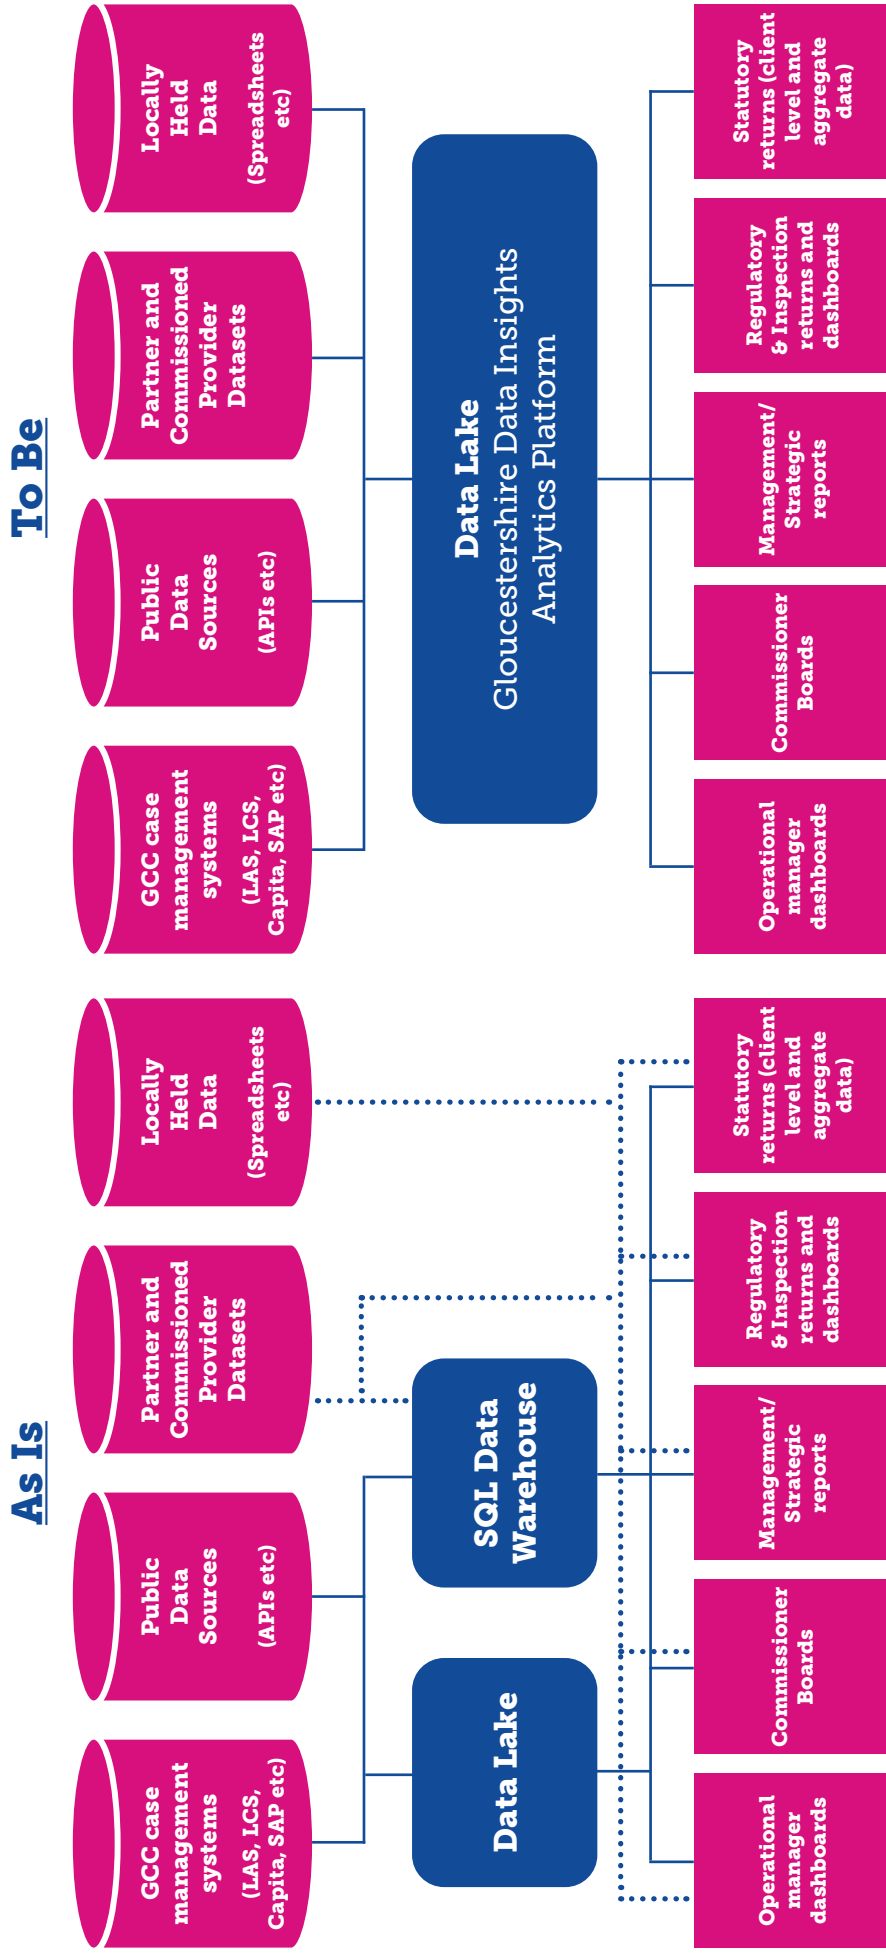 As Is
GCC case
management
systems
(LAS, LCS,
Capita, SAP etc)
Public
Data
Sources
(APIs etc)
Partner and
Commissioned
Provider
Datasets
Locally
Held
Data
(Spreadsheets
etc)
Data Lake
SQL Data
Warehouse
Operational
manager
dashboards
Commissioner
Boards
Management/
Strategic
reports
Regulatory
& Inspection
returns and
dashboards
Statutory
returns (client
level and
aggregate
data)
To Be
GCC case
management
systems
(LAS, LCS,
Capita, SAP etc)
Public
Data
Sources
(APIs etc)
Partner and
Commissioned
Provider
Datasets
Locally
Held
Data
(Spreadsheets
etc)
Data Lake
Gloucestershire Data Insights
Analytics Platform
Operational
manager
dashboards
Commissioner
Boards
Management/
Strategic
reports
Regulatory
& Inspection
returns and
dashboards
Statutory
returns (client
level and
aggregate
data)